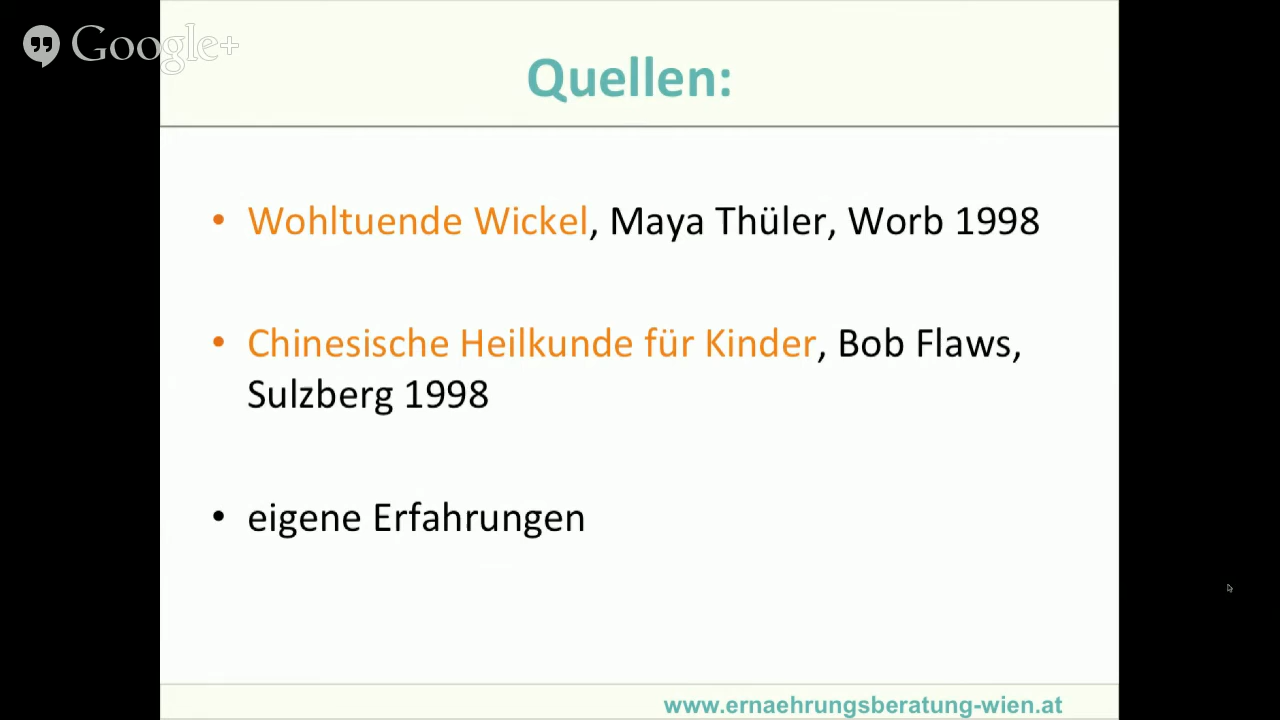 Google+
Quellen:
• Wohltuende Wickel, Maya Thüler, Worb 1998
• Chinesische Heilkunde für Kinder, Bob Flaws,
Sulzberg 1998
• eigene Erfahrungen
www.ernaehrungsberatung-wien.at